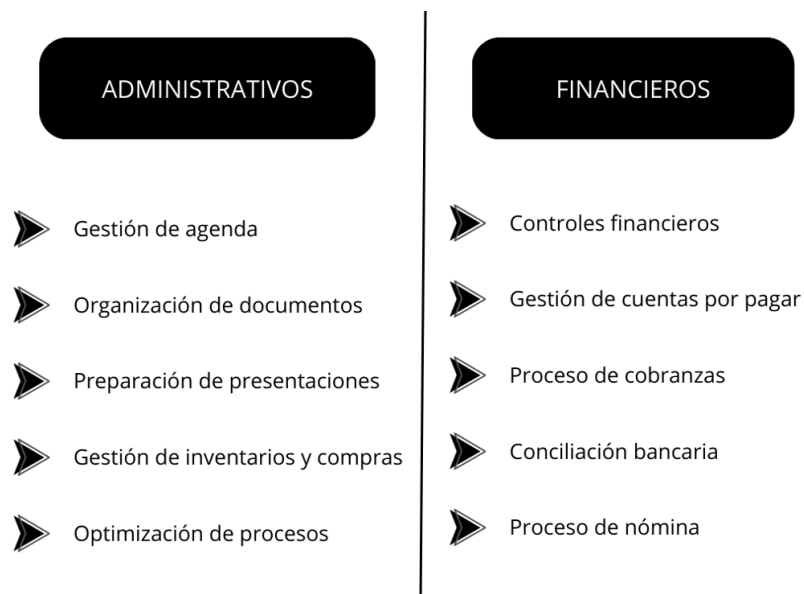 ADMINISTRATIVOS
Gestión de agenda
Organización de documentos
Preparación de presentaciones
Gestión de inventarios y compras
Optimización de procesos
FINANCIEROS
Controles financieros
Gestión de cuentas por pagar
Proceso de cobranzas
Conciliación bancaria
Proceso de nómina